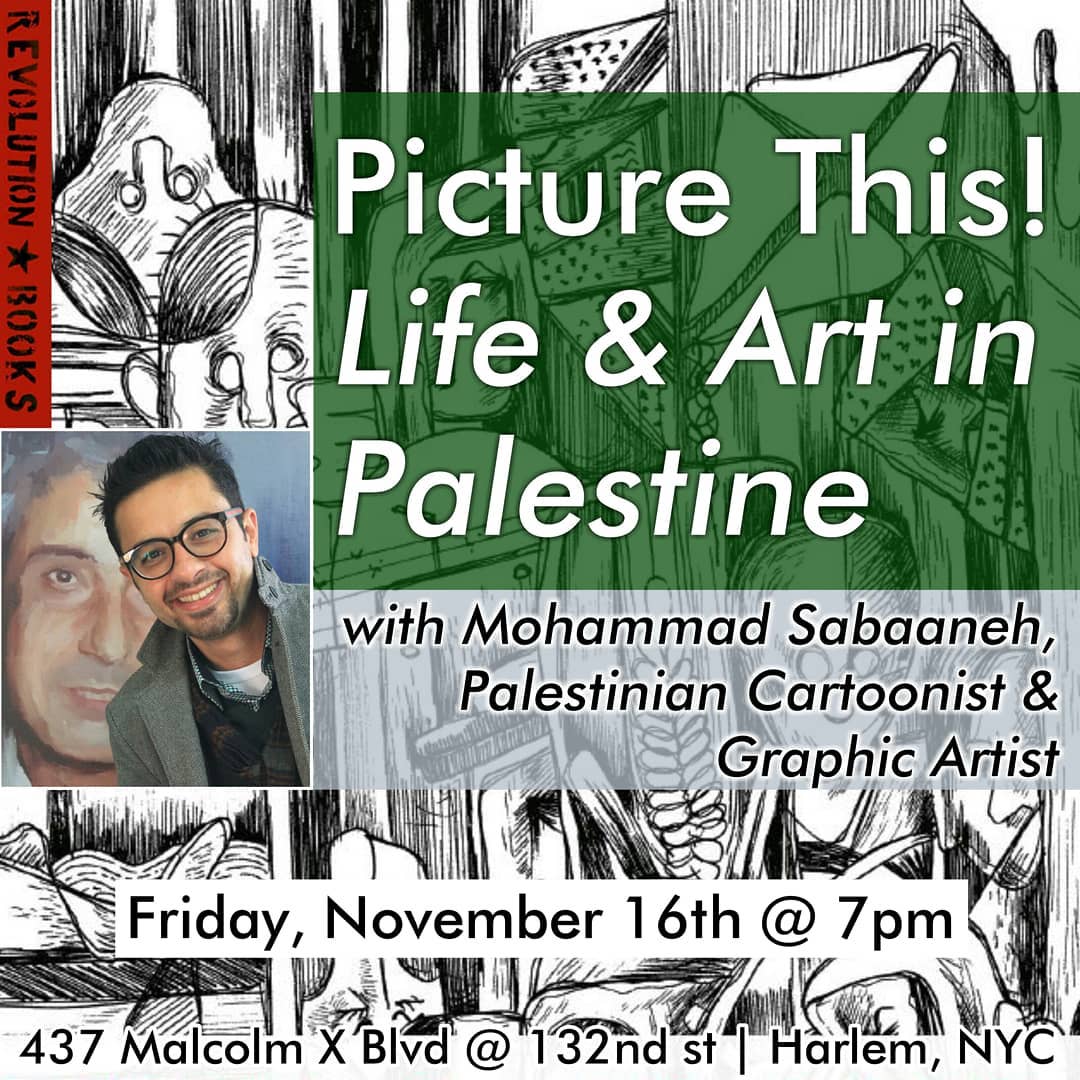 REVOLUTION ★ BOOKS
Picture This!
Life & Art in
Palestine
with Mohammad Sabaaneh,
Palestinian Cartoonist &
Graphic Artist
Friday, November 16th @ 7pm
437 Malcolm X Blvd @ 132nd st | Harlem, NYC